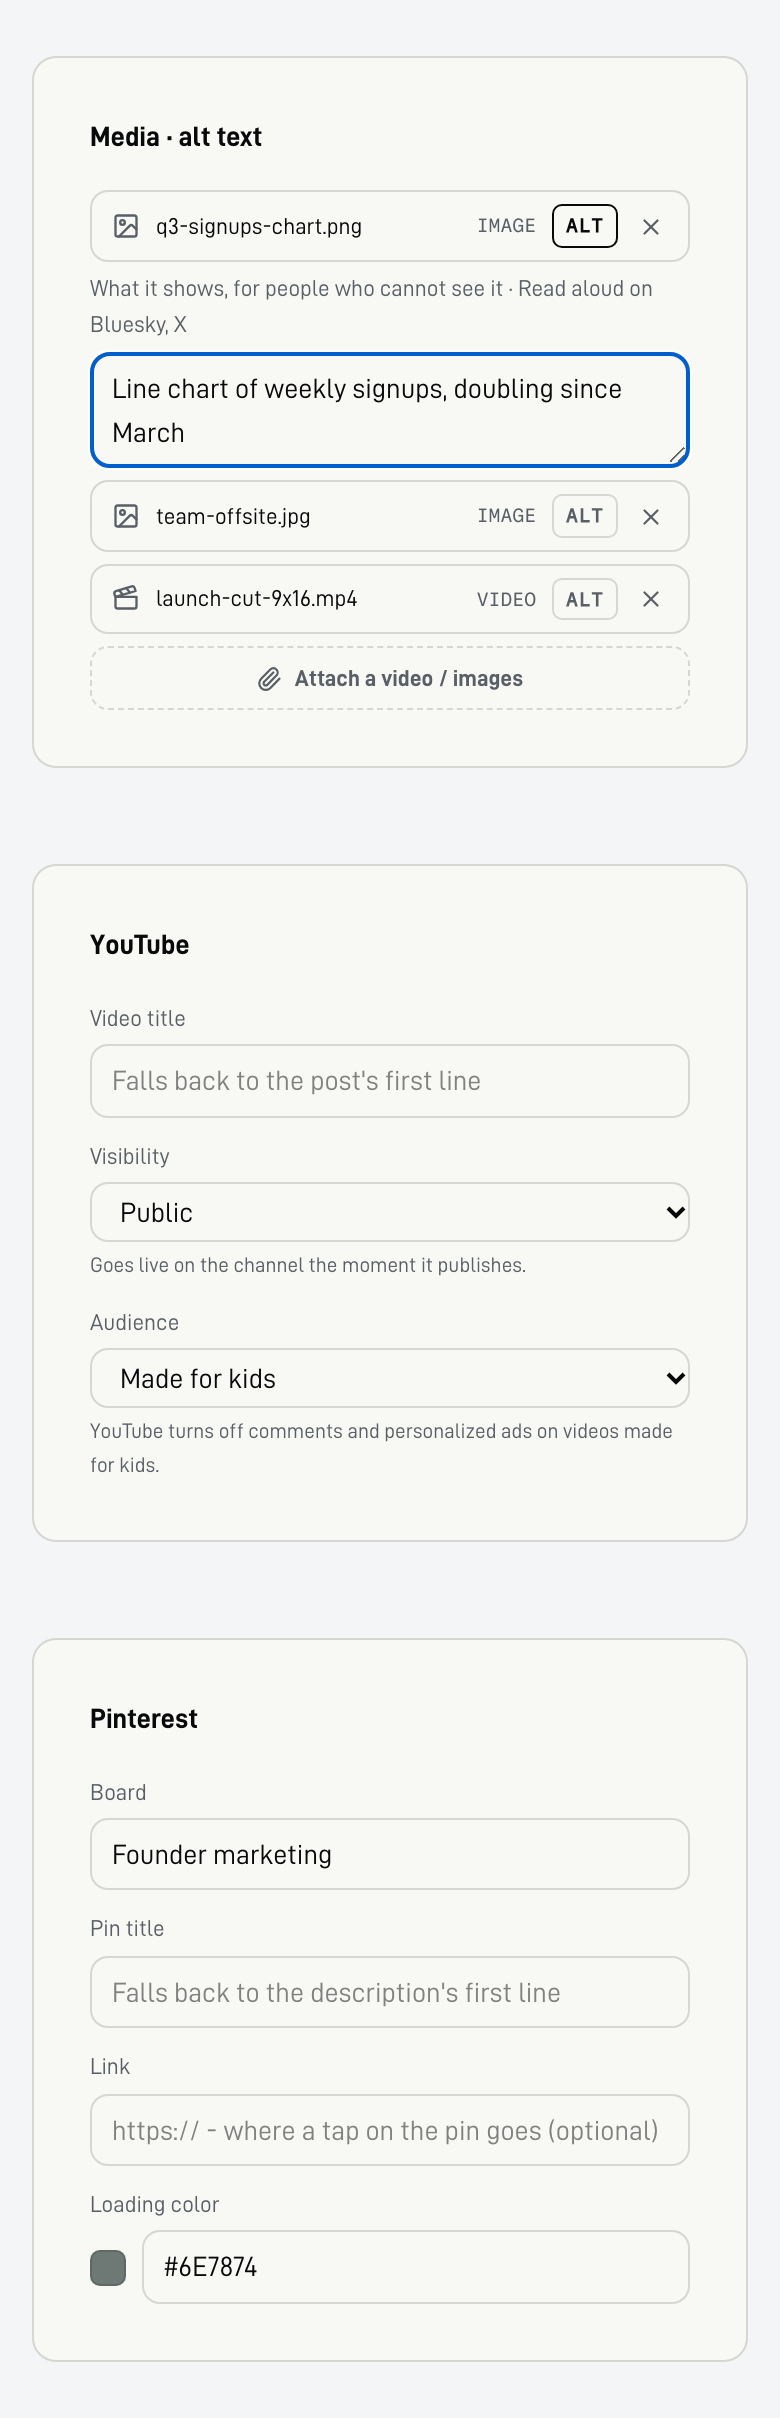 Media · alt text
q3-signups-chart.png IMAGE ALT
What it shows, for people who cannot see it · Read aloud on
Bluesky, X
Line chart of weekly signups, doubling since
March
team-offsite.jpg IMAGE ALT
launch-cut-9x16.mp4 VIDEO ALT
Attach a video / images
YouTube
Video title
Falls back to the post's first line
Visibility
Public
Goes live on the channel the moment it publishes.
Audience
Made for kids
YouTube turns off comments and personalized ads on videos made
for kids.
Pinterest
Board
Founder marketing
Pin title
Falls back to the description's first line
Link
https:// - where a tap on the pin goes (optional)
Loading color
#6E7874